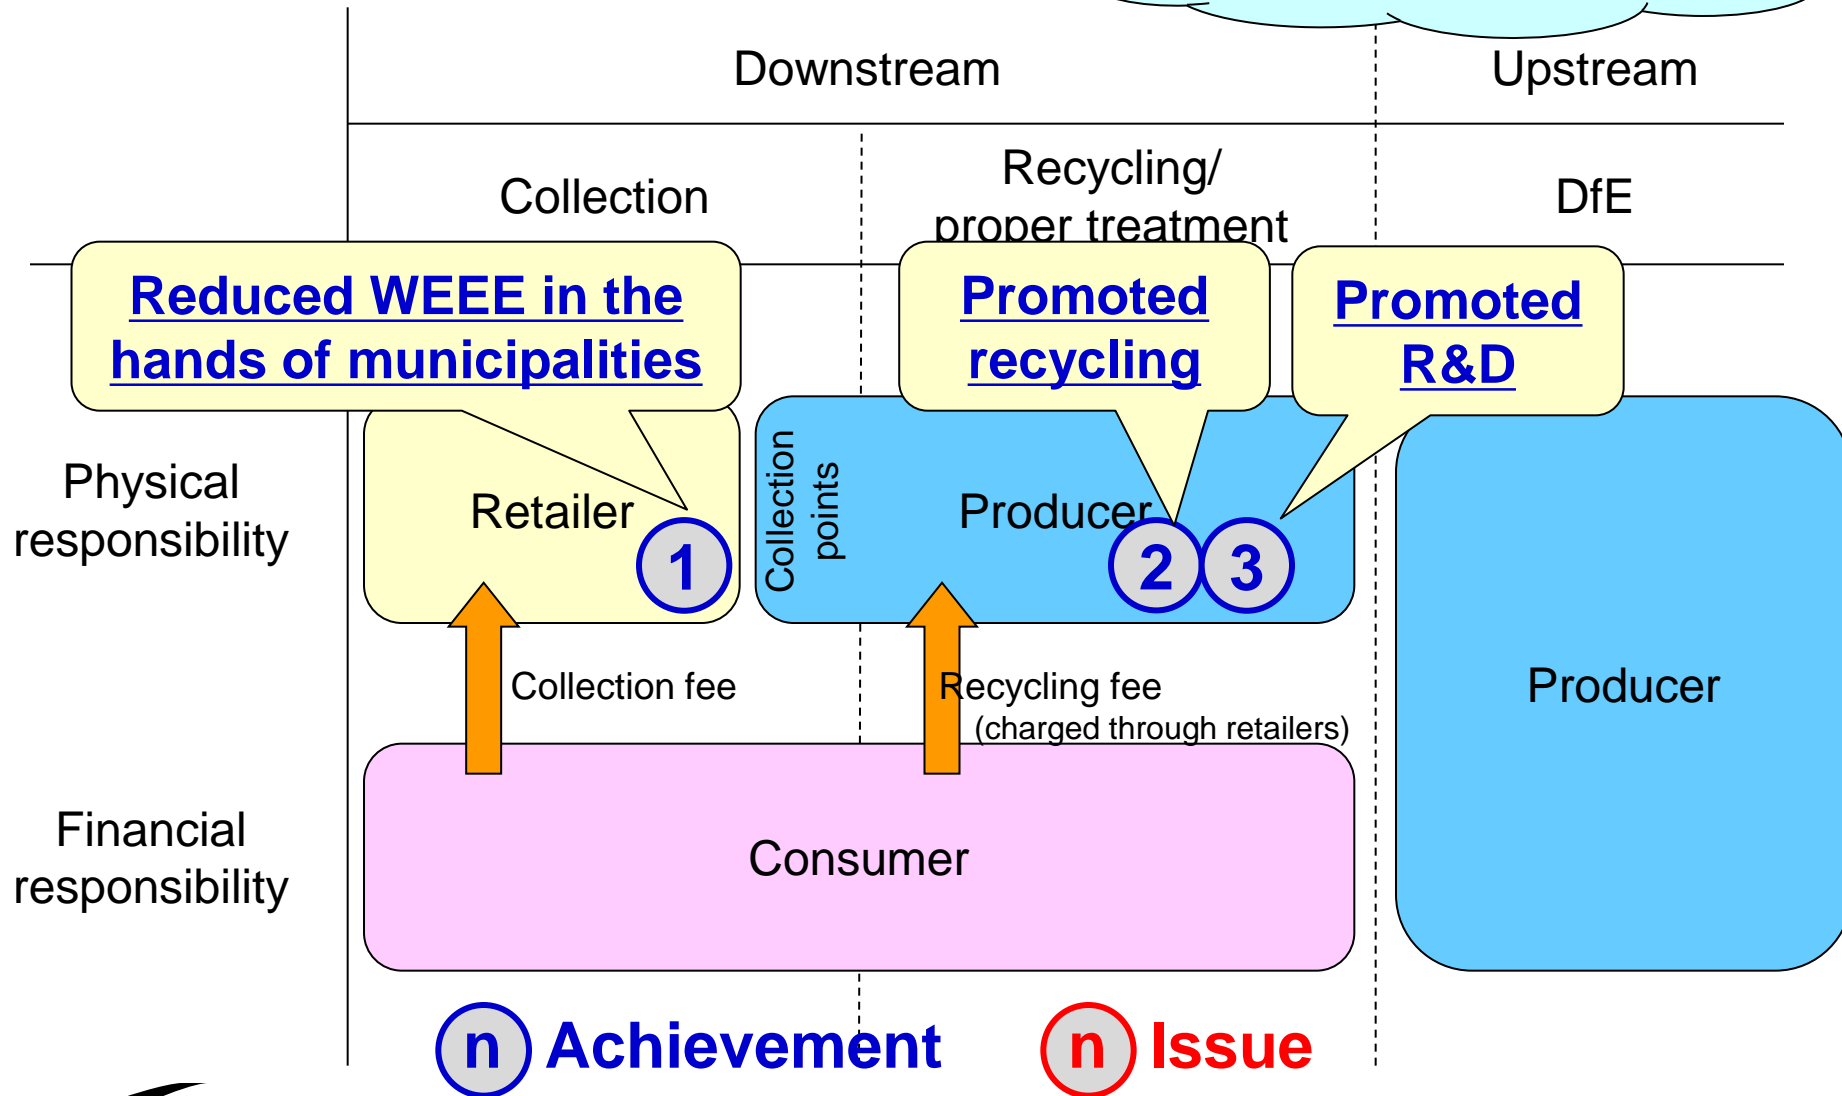 Downstream
Upstream
Collection
Recycling/
proper treatment
DfE
Reduced WEEE in the
hands of municipalities
Promoted
recycling
Promoted
R&D
Physical
responsibility
Retailer
1
Collection
points
Producer
2
3
Collection fee
Recycling fee
(charged through retailers)
Producer
Financial
responsibility
Consumer
n Achievement
n Issue